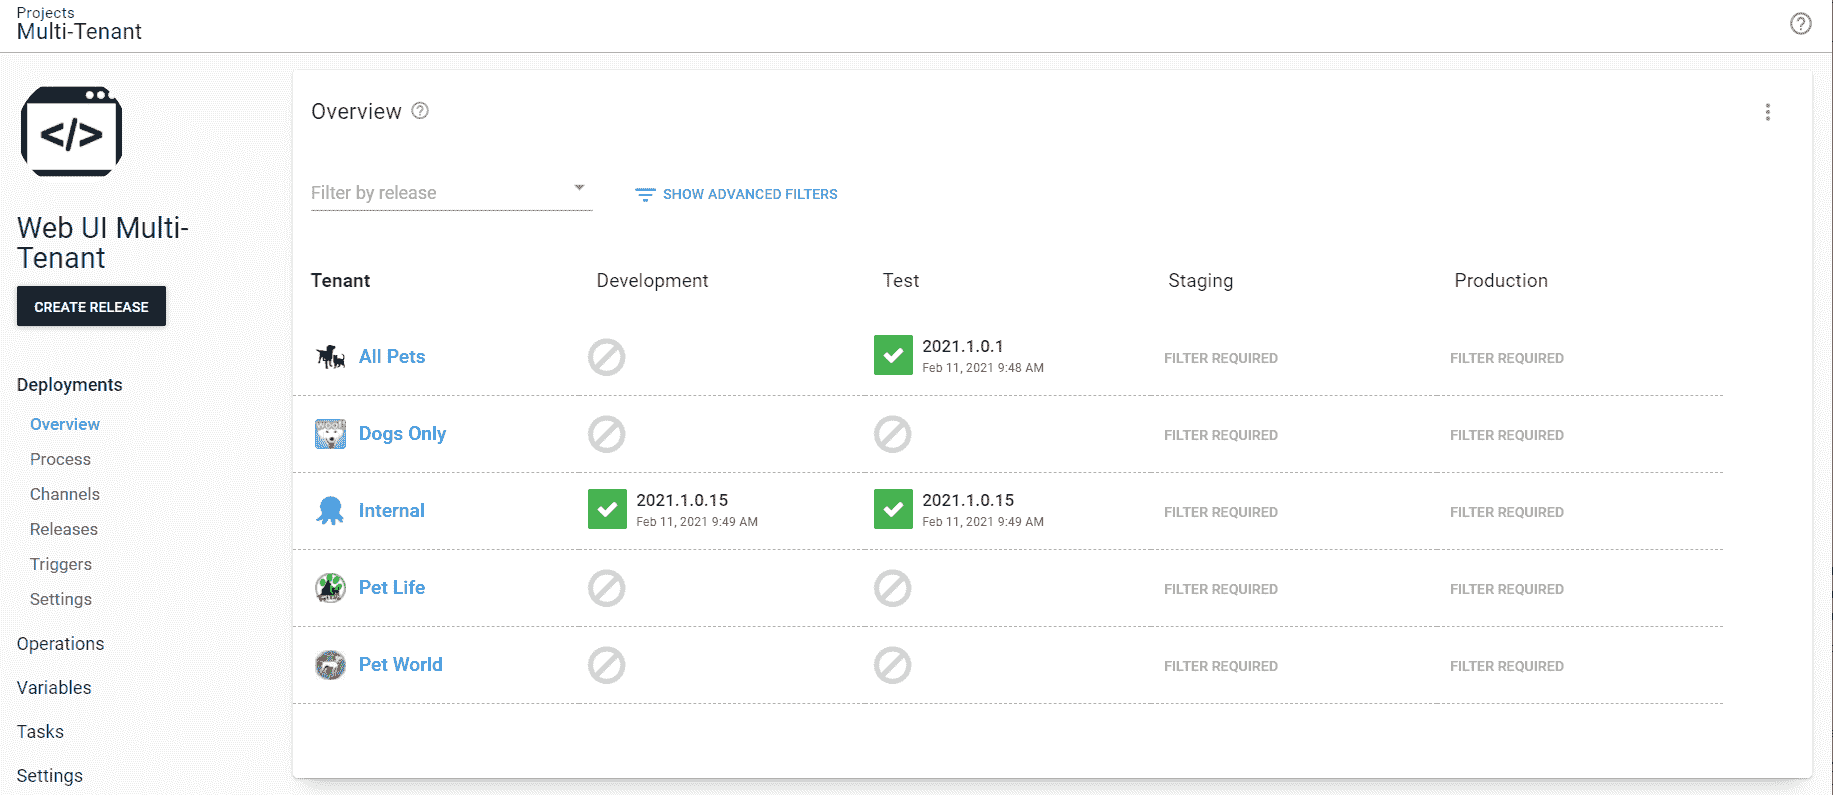 Projects
Multi-Tenant
</>
Web UI Multi-
Tenant
CREATE RELEASE
Deployments
Overview
Process
Channels
Releases
Triggers
Settings
Operations
Variables
Tasks
Settings
Overview
Filter by release
SHOW ADVANCED FILTERS
Tenant Development Test Staging Production
All Pets 2021.1.0.1 FILTER REQUIRED FILTER REQUIRED
Feb 11, 2021 9:48 AM
Dogs Only FILTER REQUIRED FILTER REQUIRED
Internal 2021.1.0.15 2021.1.0.15 FILTER REQUIRED FILTER REQUIRED
Feb 11, 2021 9:49 AM Feb 11, 2021 9:49 AM
Pet Life FILTER REQUIRED FILTER REQUIRED
Pet World FILTER REQUIRED FILTER REQUIRED